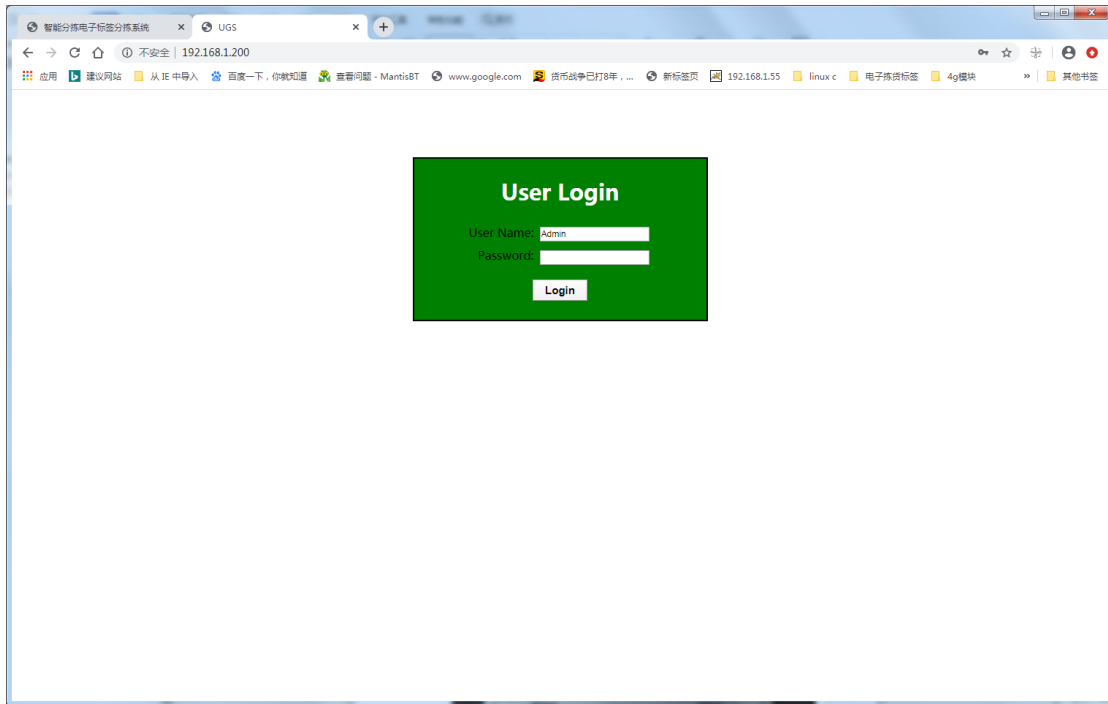 智能分拣电子标签分拣系统
UGS
不安全 192.168.1.200
应用 建议网站 从 IE 中导入 百度一下，你就知道 查看问题 - MantisBT www.google.com 货币战争已打8年，... 新标签页 192.168.1.55 linux c 电子拣货标签 4g模块 » 其他书签
User Login
User Name: Admin
Password:
Login